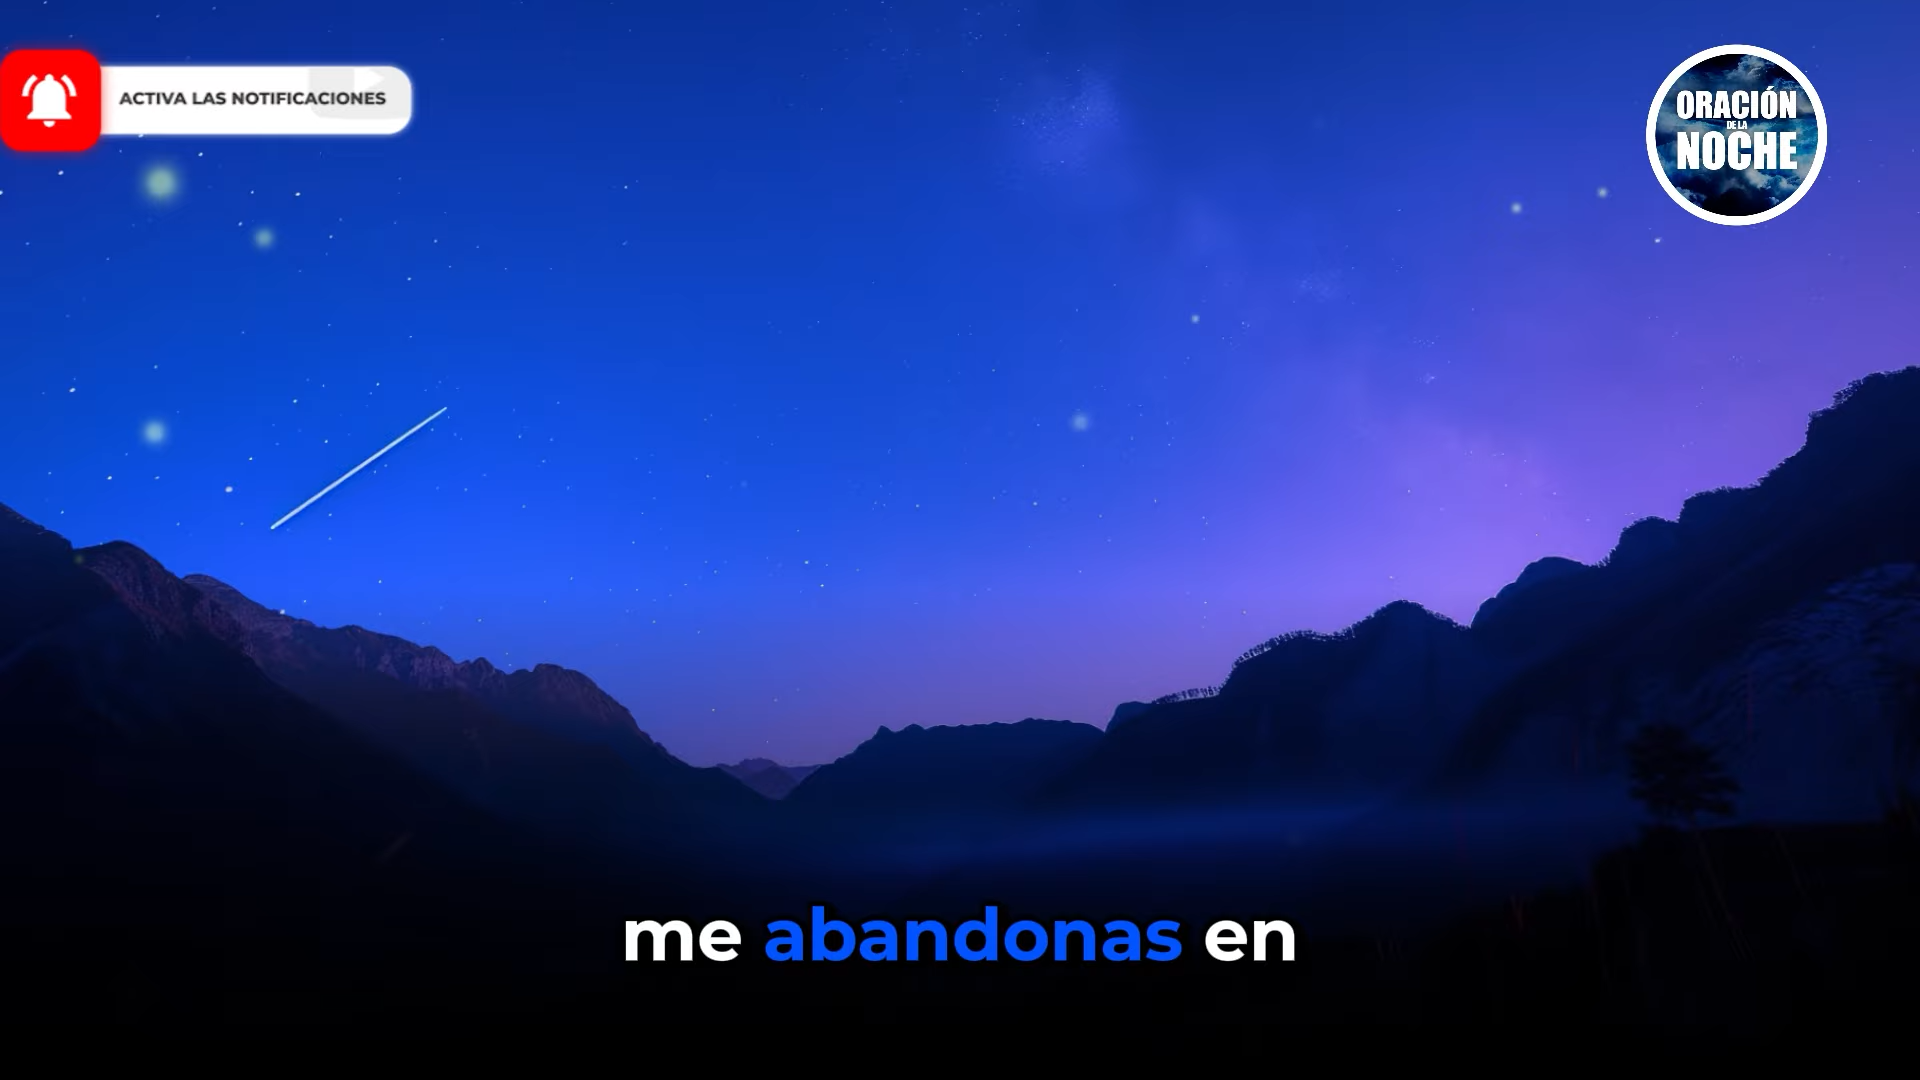 ACTIVA LAS NOTIFICACIONES
ORACIÓN
DE LA
NOCHE
me abandonas en